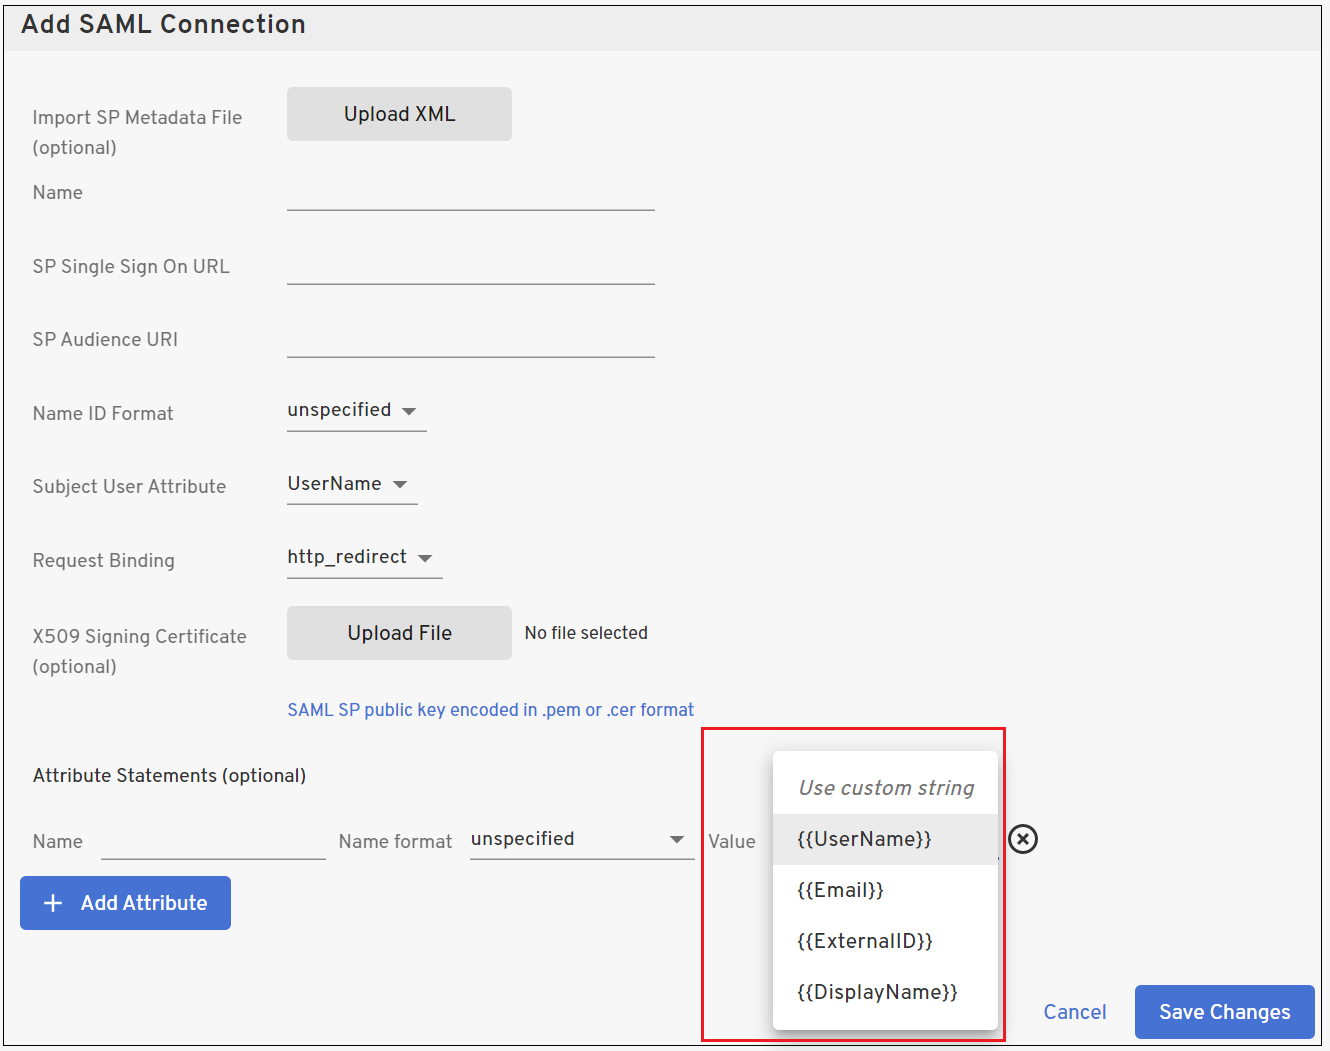 Add SAML Connection
Import SP Metadata File
(optional)
Upload XML
Name
SP Single Sign On URL
SP Audience URI
Name ID Format
unspecified
Subject User Attribute
UserName
Request Binding
http_redirect
X509 Signing Certificate
(optional)
Upload File
No file selected
SAML SP public key encoded in .pem or .cer format
Attribute Statements (optional)
Name
Name format
unspecified
Value
Use custom string
{{UserName}}
{{Email}}
{{ExternalID}}
{{DisplayName}}
+ Add Attribute
Cancel
Save Changes